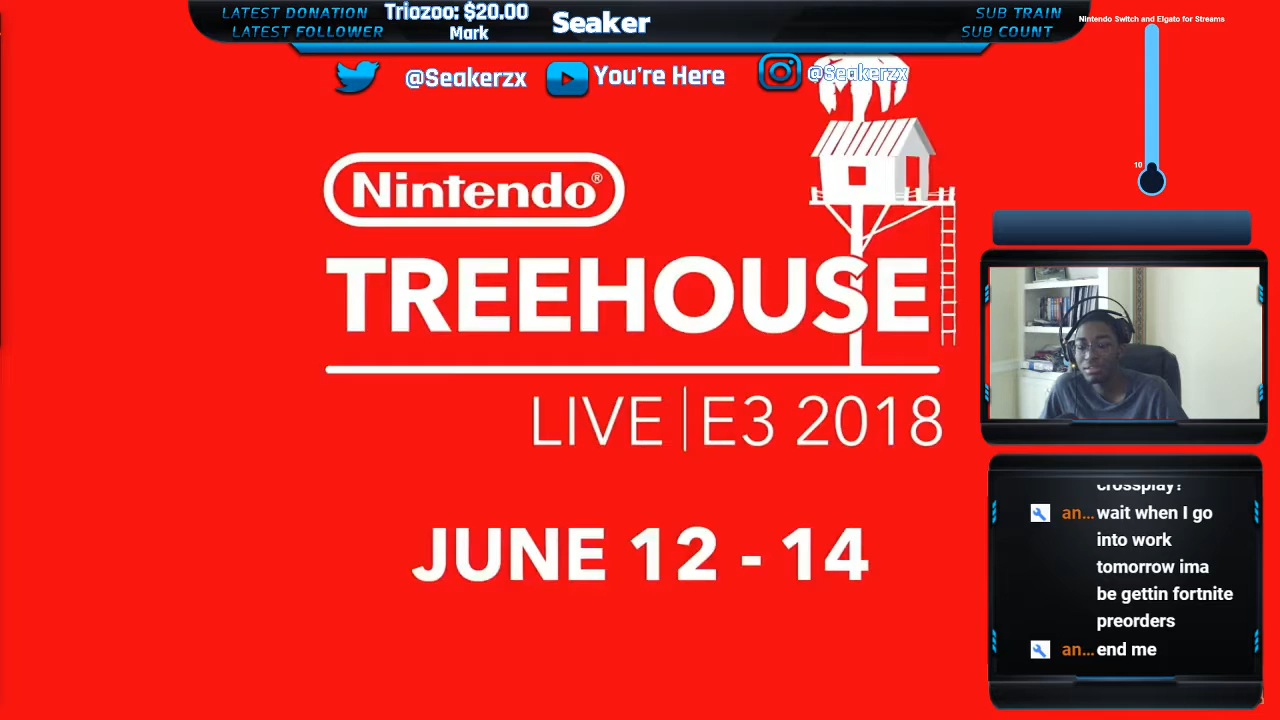 LATEST DONATION
Triozoo: $20.00
LATEST FOLLOWER
Mark
Seaker
SUB TRAIN
SUB COUNT
Nintendo Switch and Elgato for Streams
@Seakerzx
You're Here
@Seakerzx
10
Nintendo®
TREEHOUSE
LIVE | E3 2018
JUNE 12 - 14
crossplay?
an... wait when I go
into work
tomorrow ima
be gettin fortnite
preorders
an... end me